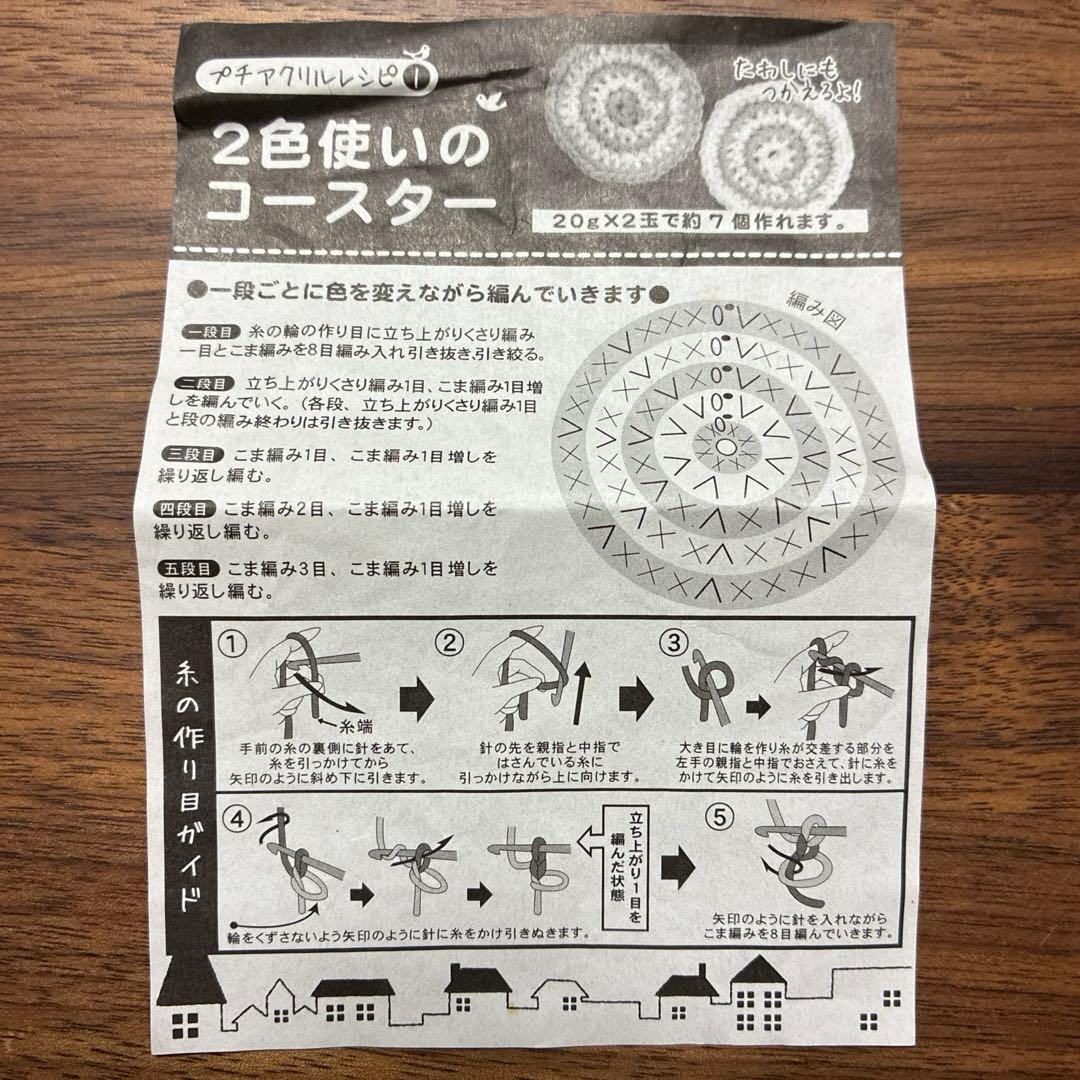 プチアクリルレシピ1
2色使いの
コースター
たわしにも
つかえるよ!
20g×2玉で約7個作れます。
●一段ごとに色を変えながら編んでいきます●
編み図
一段目 糸の輪の作り目に立ち上がりくさり編み
一目とこま編みを8目編み入れ引き抜き、引き絞る。
二段目 立ち上がりくさり編み1目、こま編み1目増
しを編んでいく。(各段、立ち上がりくさり編み1目
と段の編み終わりは引き抜きます。)
三段目 こま編み1目、こま編み1目増しを
繰り返し編む。
四段目 こま編み2目、こま編み1目増しを
繰り返し編む。
五段目 こま編み3目、こま編み1目増しを
繰り返し編む。
糸の作り目ガイド
①
糸端
手前の糸の裏側に針をあて、
糸を引っかけてから
矢印のように斜め下に引きます。
②
針の先を親指と中指で
はさんでいる糸に
引っかけながら上に向けます。
③
大き目に輪を作り糸が交差する部分を
左手の親指と中指でおさえて、針に糸を
かけて矢印のように糸を引き出します。
④
立ち上がり1目を
編んだ状態
輪をくずさないよう矢印のように針に糸をかけ引きぬきます。
⑤
矢印のように針を入れながら
こま編みを8目編んでいきます。